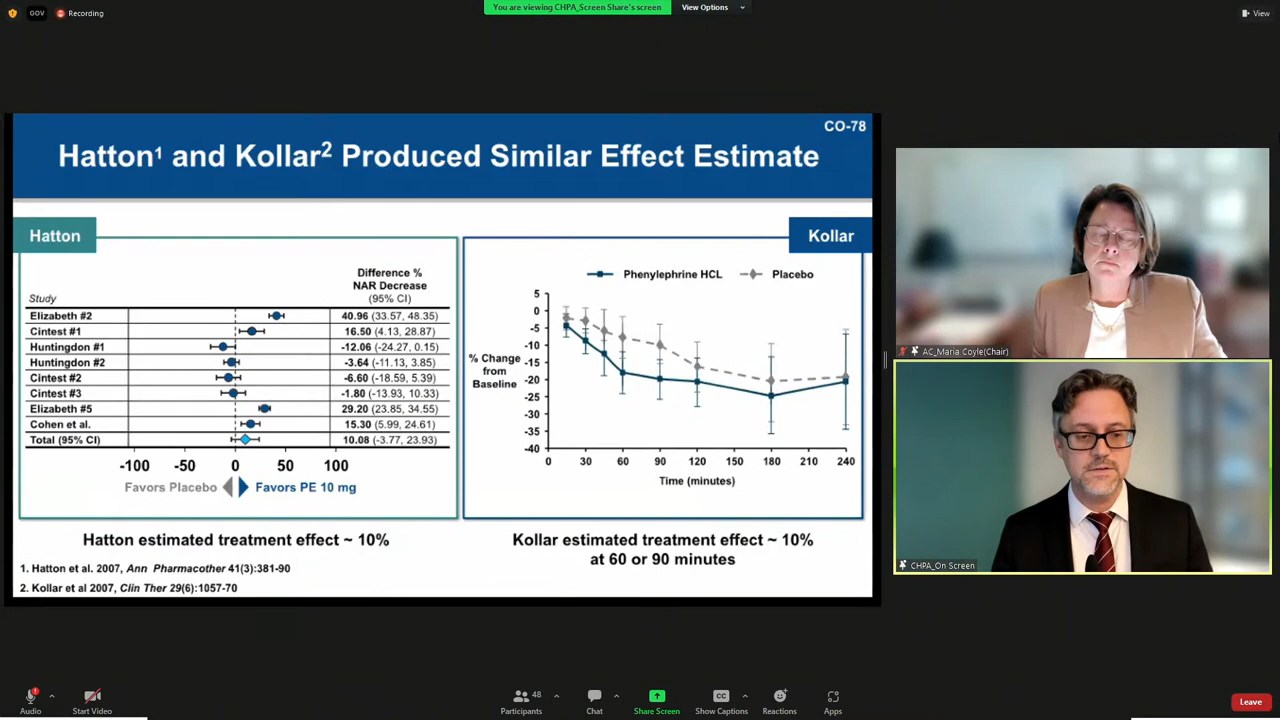 GOV
Recording
You are viewing CHPA_Screen Share's screen
View Options
View
CO-78
Hatton¹ and Kollar² Produced Similar Effect Estimate
Hatton
Difference %
NAR Decrease
Study
(95% CI)
Elizabeth #2 40.96 (33.57, 48.35)
Cintest #1 16.50 (4.13, 28.87)
Huntingdon #1 -12.06 (-24.27, 0.15)
Huntingdon #2 -3.64 (-11.13, 3.85)
Cintest #2 -6.60 (-18.59, 5.39)
Cintest #3 -1.80 (-13.93, 10.33)
Elizabeth #5 29.20 (23.85, 34.55)
Cohen et al. 15.30 (5.99, 24.61)
Total (95% CI) 10.08 (-3.77, 23.93)
-100 -50 0 50 100
Favors Placebo Favors PE 10 mg
Kollar
Phenylephrine HCL Placebo
% Change
from
Baseline
5
0
-5
-10
-15
-20
-25
-30
-35
-40
0 30 60 90 120 150 180 210 240
Time (minutes)
Hatton estimated treatment effect ~ 10%
Kollar estimated treatment effect ~ 10%
at 60 or 90 minutes
1. Hatton et al. 2007, Ann Pharmacother 41(3):381-90
2. Kollar et al 2007, Clin Ther 29(6):1057-70
AC_Maria Coyle(Chair)
CHPA_On Screen
Audio
Start Video
48
Participants
Chat
Share Screen
CC
Show Captions
Reactions
Apps
Leave